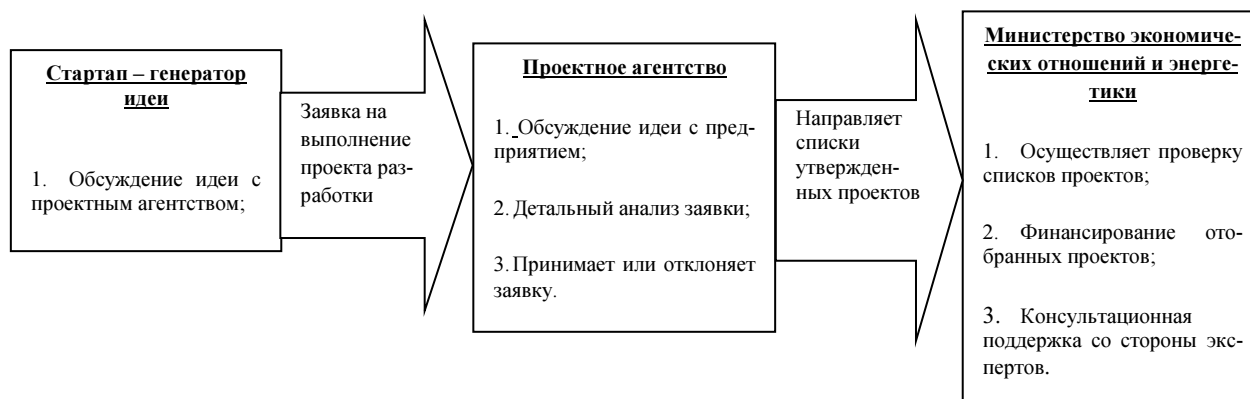 Стартап – генератор
идеи
1. Обсуждение идеи с
проектным агентством;
Заявка на
выполнение
проекта раз-
работки
Проектное агентство
1. Обсуждение идеи с пред-
приятием;
2. Детальный анализ заявки;
3. Принимает или отклоняет
заявку.
Направляет
списки
утвержден-
ных проектов
Министерство экономиче-
ских отношений и энерге-
тики
1. Осуществляет проверку
списков проектов;
2. Финансирование ото-
бранных проектов;
3. Консультационная
поддержка со стороны экс-
пертов.